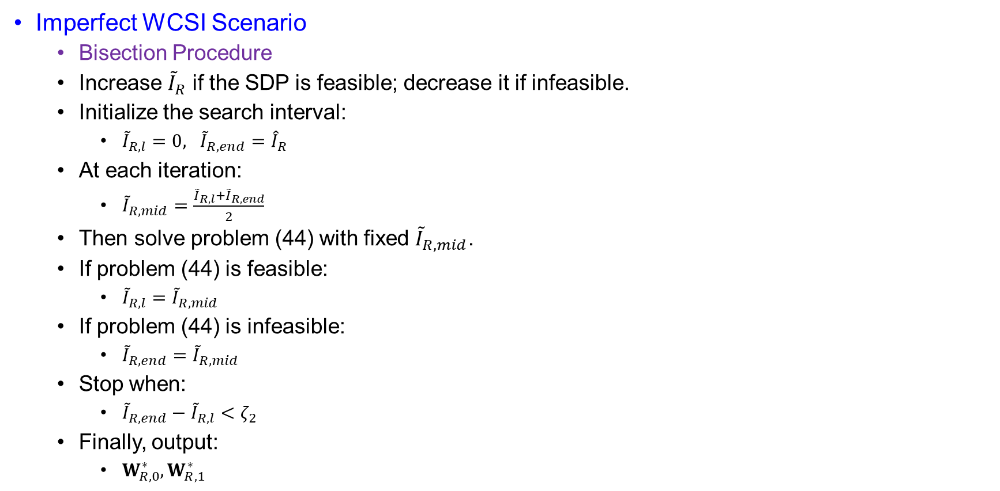 • Imperfect WCSI Scenario
• Bisection Procedure
• Increase Ĩ_R if the SDP is feasible; decrease it if infeasible.
• Initialize the search interval:
• Ĩ_{R,l} = 0, Ĩ_{R,end} = Î_R
• At each iteration:
• Ĩ_{R,mid} = \frac{Ĩ_{R,l}+Ĩ_{R,end}}{2}
• Then solve problem (44) with fixed Ĩ_{R,mid}.
• If problem (44) is feasible:
• Ĩ_{R,l} = Ĩ_{R,mid}
• If problem (44) is infeasible:
• Ĩ_{R,end} = Ĩ_{R,mid}
• Stop when:
• Ĩ_{R,end} − Ĩ_{R,l} < ζ_2
• Finally, output:
• W^*_{R,0}, W^*_{R,1}